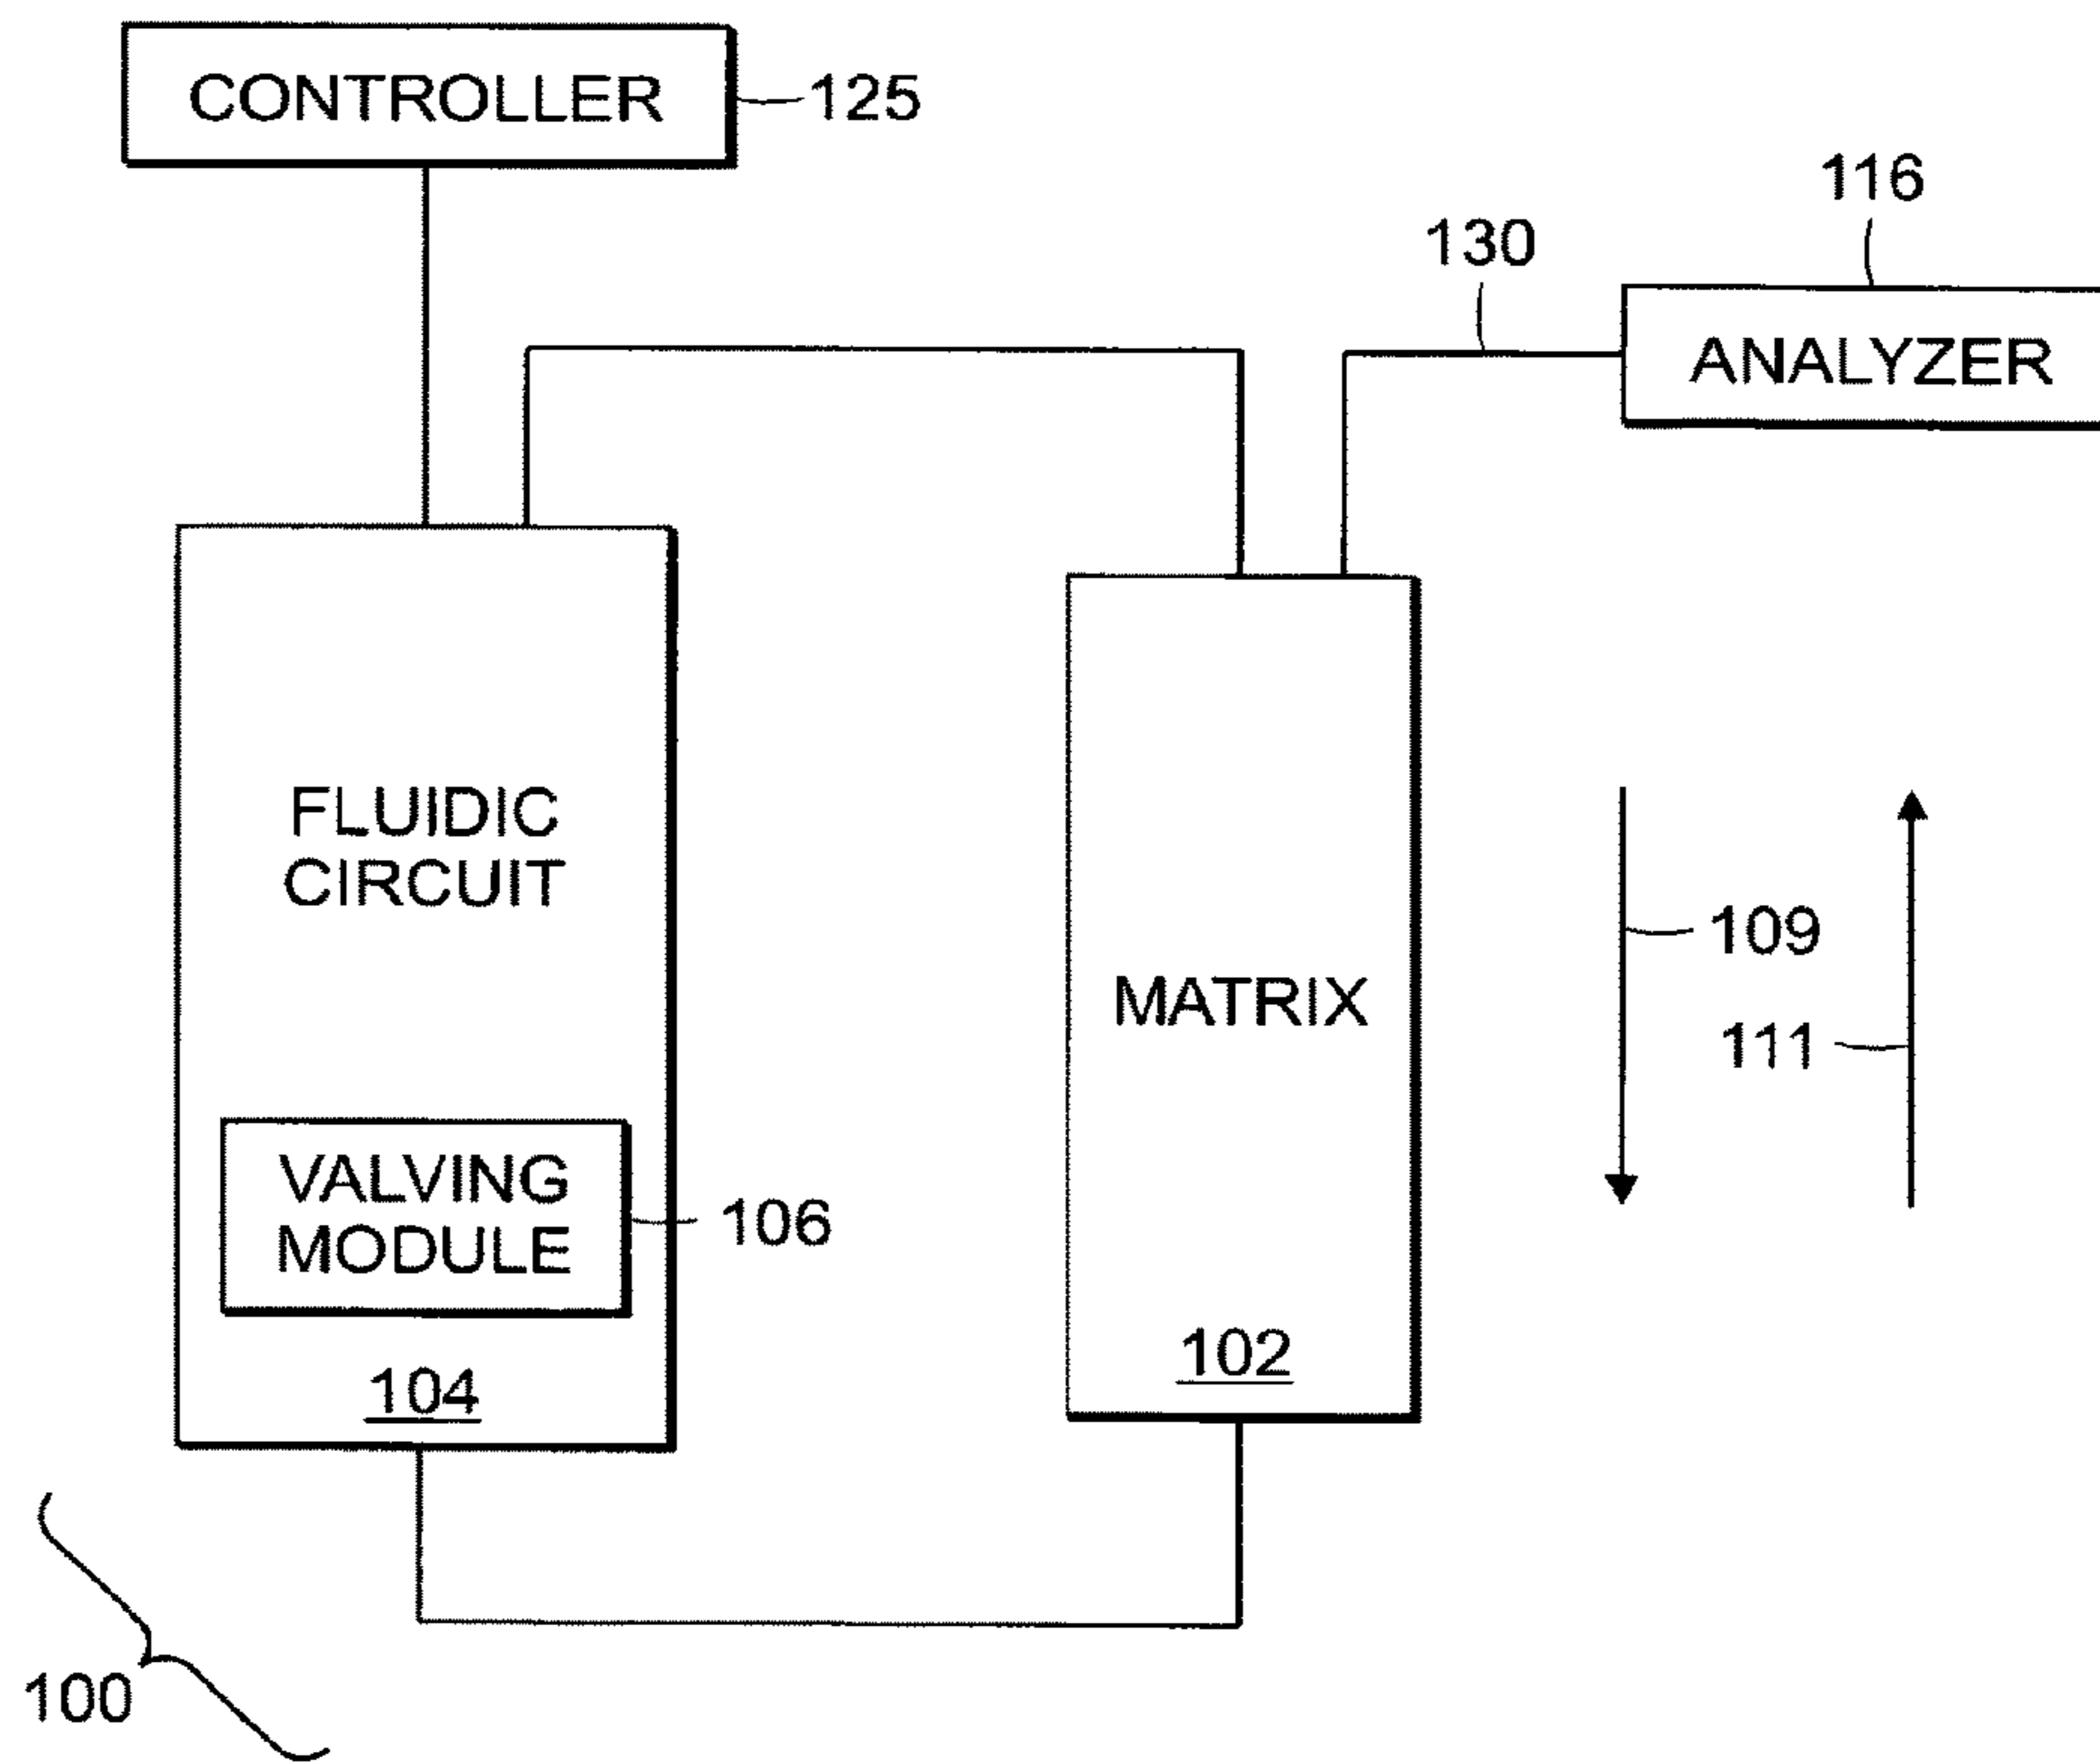 CONTROLLER
125
116
130
ANALYZER
FLUIDIC
CIRCUIT
109
MATRIX
111
VALVING
MODULE
106
102
104
100